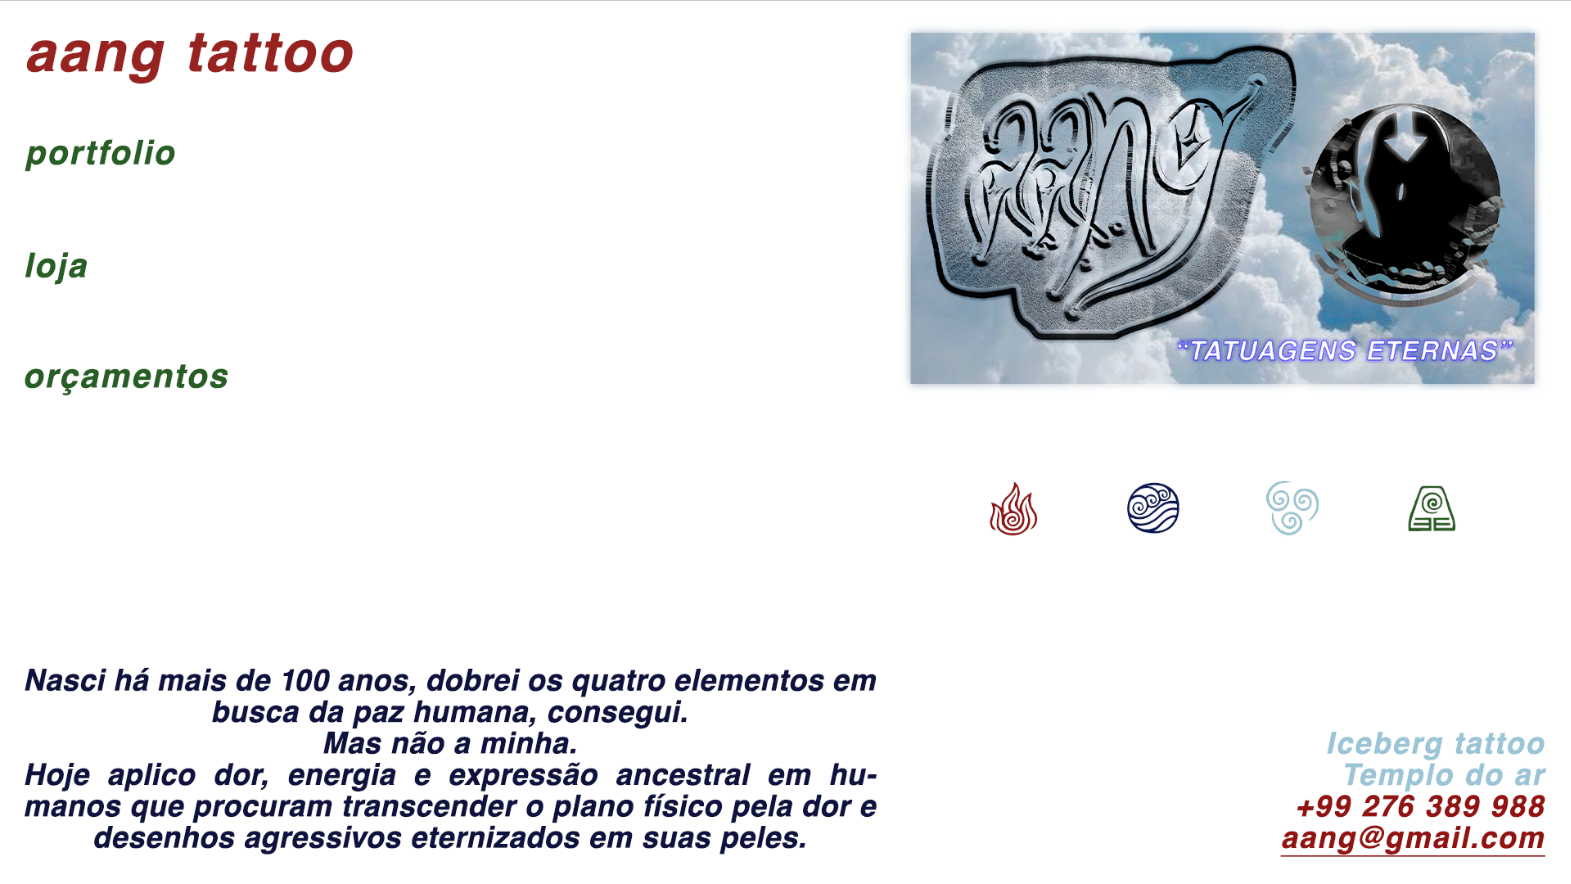 aang tattoo
portfolio
loja
orçamentos
aang
“TATUAGENS ETERNAS”
Nasci há mais de 100 anos, dobrei os quatro elementos em
busca da paz humana, consegui.
Mas não a minha.
Hoje aplico dor, energia e expressão ancestral em hu-
manos que procuram transcender o plano físico pela dor e
desenhos agressivos eternizados em suas peles.
Iceberg tattoo
Templo do ar
+99 276 389 988
aang@gmail.com